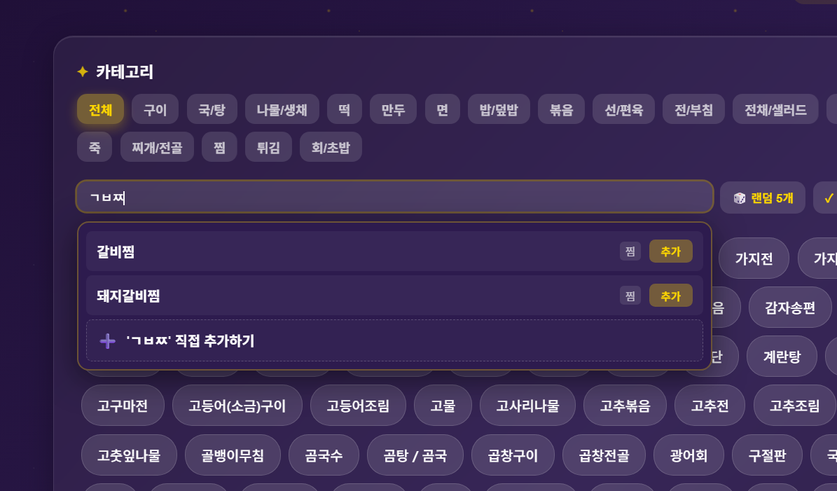 카테고리
전체 구이 국/탕 나물/생채 떡 만두 면 밥/덮밥 볶음 선/편육 전/부침 전채/샐러드
죽 찌개/전골 찜 튀김 회/초밥
ㄱㅂㅉ 랜덤 5개
갈비찜 찜 추가 가지전
돼지갈비찜 찜 추가 감자송편
'ㄱㅂㅉ' 직접 추가하기 계란탕
고구마전 고등어(소금)구이 고등어조림 고물 고사리나물 고추볶음 고추전 고추조림
고춧잎나물 골뱅이무침 곰국수 곰탕 / 곰국 곱창구이 곱창전골 광어회 구절판